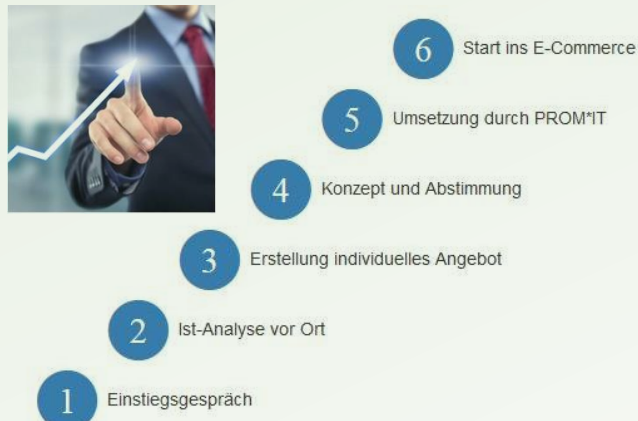 6 Start ins E-Commerce
5 Umsetzung durch PROM*IT
4 Konzept und Abstimmung
3 Erstellung individuelles Angebot
2 Ist-Analyse vor Ort
1 Einstiegsgespräch